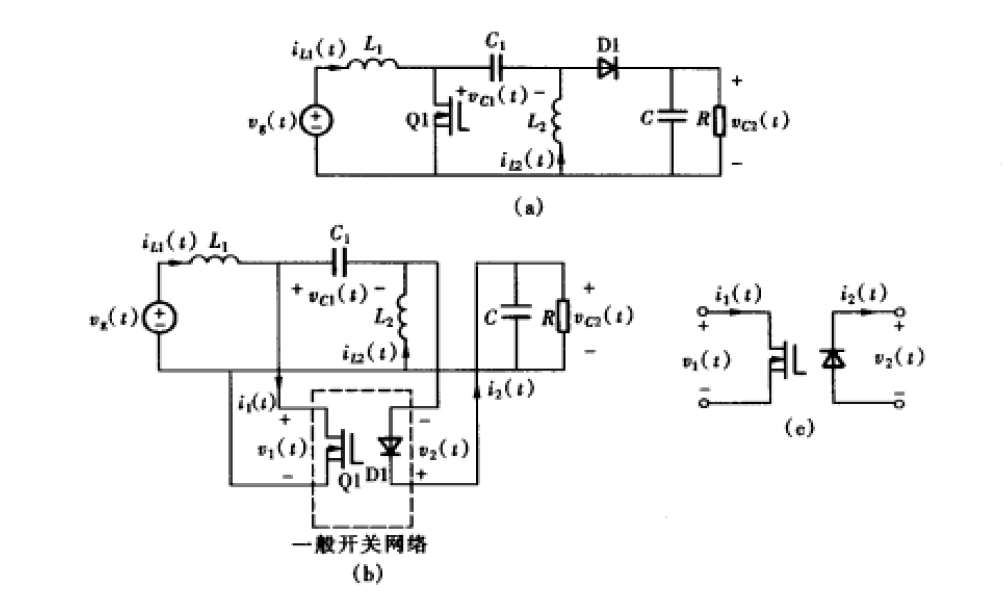 i_{L1}(t) L_1 C_1 D1
v_g(t) + − Q1 + v_{C1}(t) − L_2 i_{L2}(t) C R + v_{C2}(t) −
(a)
i_{L1}(t) L_1 C_1
v_g(t) + − + v_{C1}(t) − L_2 i_{L2}(t) C R + v_{C2}(t) −
i_1(t) + v_1(t) − Q1 D1 − v_2(t) + i_2(t)
一般开关网络
(b)
i_1(t) i_2(t)
+ +
v_1(t) v_2(t)
− −
(c)